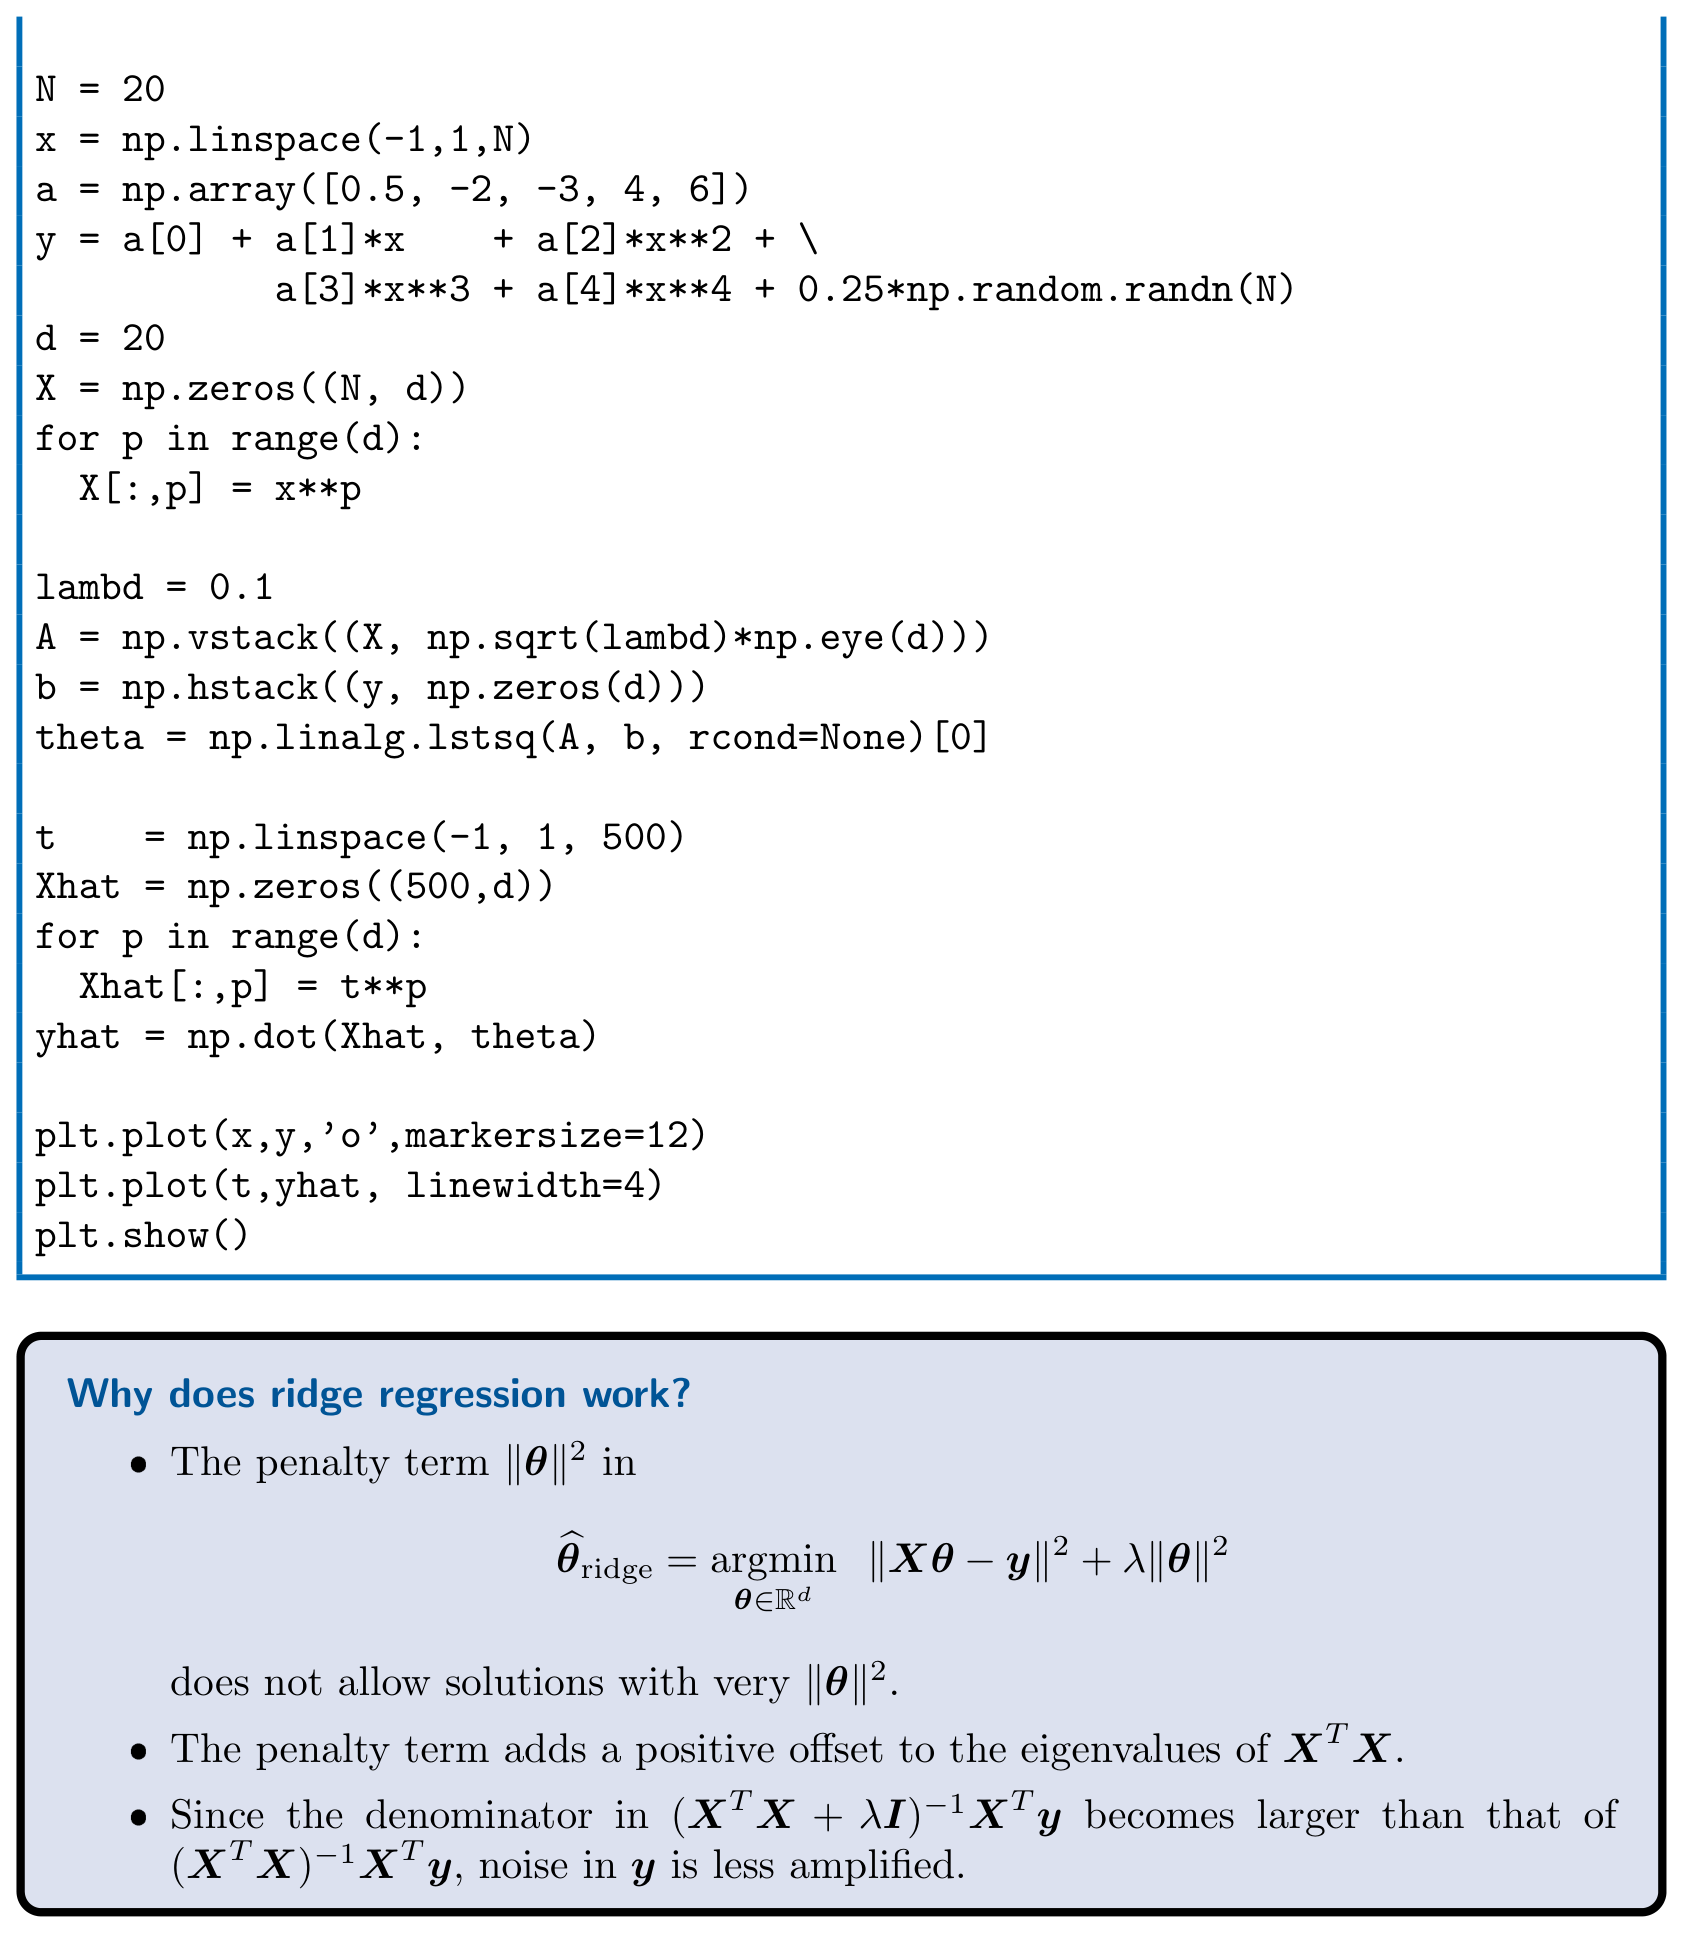 N = 20
x = np.linspace(-1,1,N)
a = np.array([0.5, -2, -3, 4, 6])
y = a[0] + a[1]*x    + a[2]*x**2 + \
           a[3]*x**3 + a[4]*x**4 + 0.25*np.random.randn(N)
d = 20
X = np.zeros((N, d))
for p in range(d):
  X[:,p] = x**p
lambd = 0.1
A = np.vstack((X, np.sqrt(lambd)*np.eye(d)))
b = np.hstack((y, np.zeros(d)))
theta = np.linalg.lstsq(A, b, rcond=None)[0]
t    = np.linspace(-1, 1, 500)
Xhat = np.zeros((500,d))
for p in range(d):
  Xhat[:,p] = t**p
yhat = np.dot(Xhat, theta)
plt.plot(x,y,'o',markersize=12)
plt.plot(t,yhat, linewidth=4)
plt.show()
Why does ridge regression work?
• The penalty term ‖θ‖² in
θ̂_ridge = argmin_{θ∈ℝ^d} ‖Xθ − y‖² + λ‖θ‖²
does not allow solutions with very ‖θ‖².
• The penalty term adds a positive offset to the eigenvalues of X^T X.
• Since the denominator in (X^T X + λI)^{-1} X^T y becomes larger than that of
(X^T X)^{-1} X^T y, noise in y is less amplified.